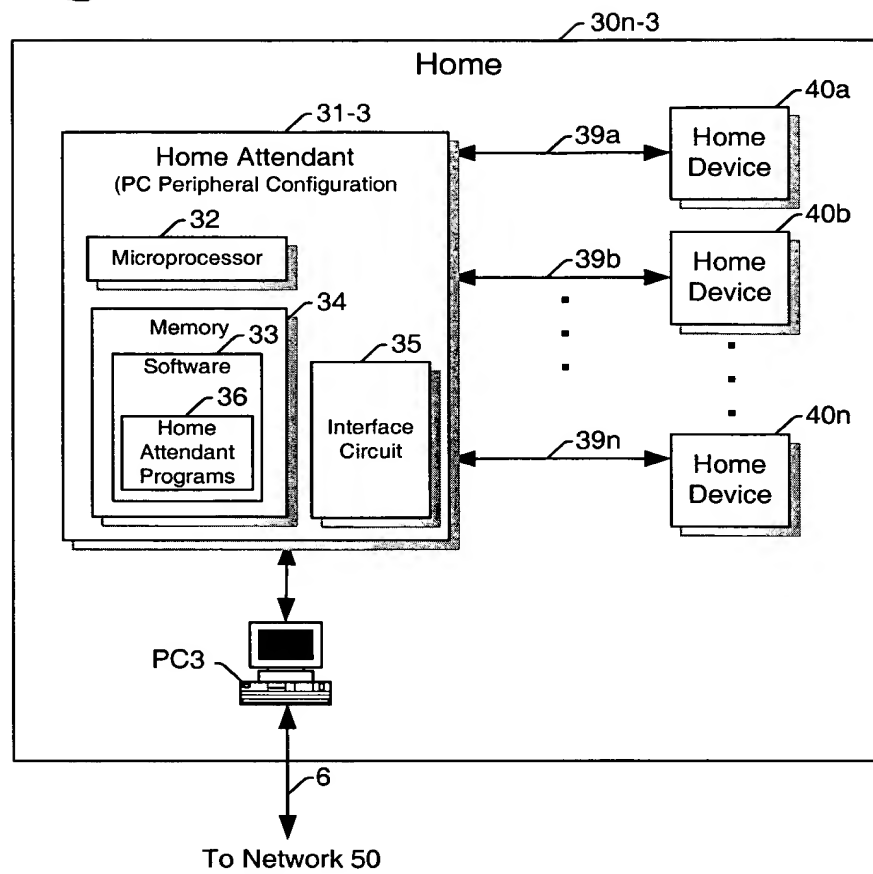 30n-3
Home
31-3
Home Attendant
(PC Peripheral Configuration
32
Microprocessor
34
Memory
33
Software
36
Home
Attendant
Programs
35
Interface
Circuit
39a
40a
Home
Device
39b
40b
Home
Device
39n
40n
Home
Device
PC3
6
To Network 50